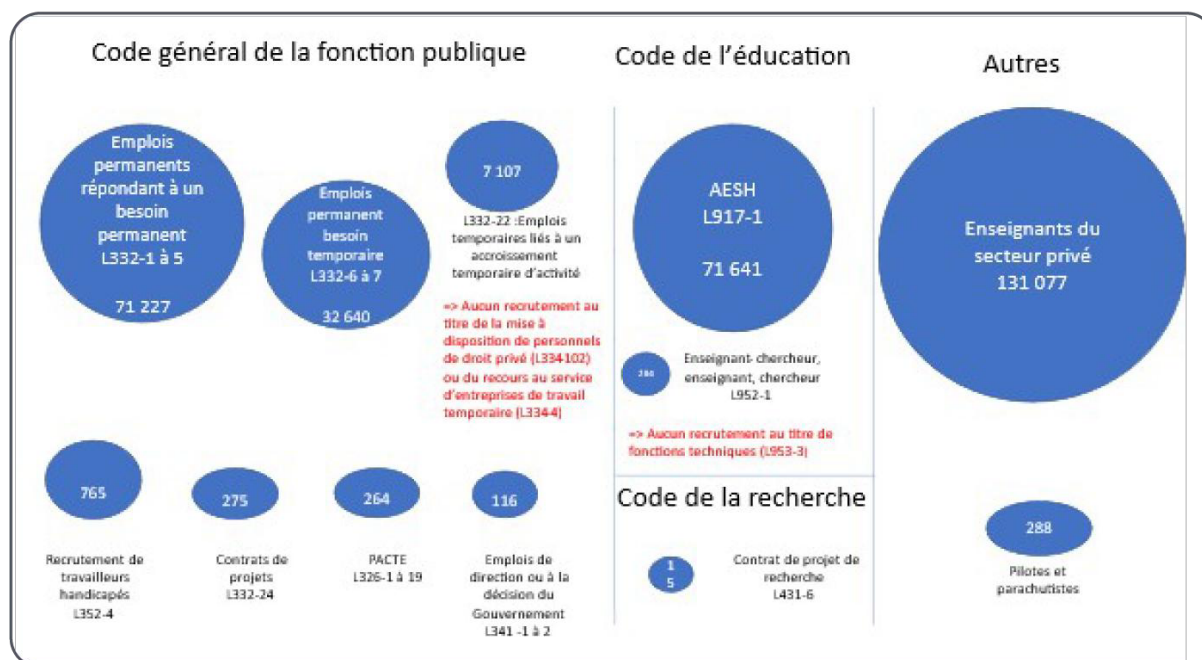 Code général de la fonction publique
Emplois
permanents
répondant à un
besoin
permanent
L332-1 à 5
71 227
Emplois
permanent
besoin
temporaire
L332-6 à 7
32 640
7 107
L332-22 :Emplois
temporaires liés à un
accroissement
temporaire d'activité
=> Aucun recrutement au
titre de la mise à
disposition de personnels
de droit privé (L334-102)
ou du recours au service
d'entreprises de travail
temporaire (L334-4)
765
Recrutement de
travailleurs
handicapés
L352-4
275
Contrats de
projets
L332-24
264
PACTE
L326-1 à 19
116
Emplois de
direction ou à la
décision du
Gouvernement
L341 -1 à 2
Code de l'éducation
AESH
L917-1
71 641
Enseignant- chercheur,
enseignant, chercheur
L952-1
=> Aucun recrutement au titre de
fonctions techniques (L953-3)
Code de la recherche
1
5
Contrat de projet de
recherche
L431-6
Autres
Enseignants du
secteur privé
131 077
288
Pilotes et
parachutistes